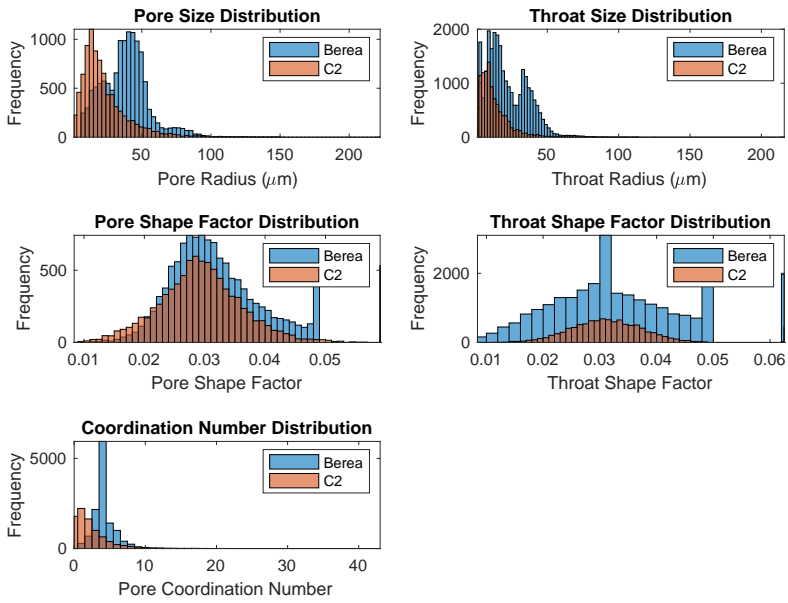 Pore Size Distribution
Frequency
1000
500
0
50
100
150
200
Pore Radius (μm)
Berea
C2
Throat Size Distribution
Frequency
2000
1000
0
50
100
150
200
Throat Radius (μm)
Berea
C2
Pore Shape Factor Distribution
Frequency
500
0
0.01
0.02
0.03
0.04
0.05
Pore Shape Factor
Berea
C2
Throat Shape Factor Distribution
Frequency
2000
0
0.01
0.02
0.03
0.04
0.05
0.06
Throat Shape Factor
Berea
C2
Coordination Number Distribution
Frequency
5000
0
0
10
20
30
40
Pore Coordination Number
Berea
C2